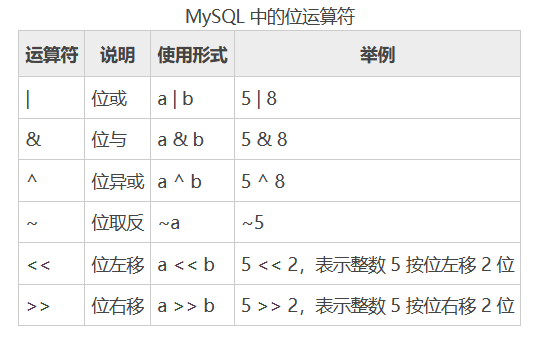 MySQL 中的位运算符
运算符 说明 使用形式 举例
| 位或 a | b 5 | 8
& 位与 a & b 5 & 8
^ 位异或 a ^ b 5 ^ 8
~ 位取反 ~a ~5
<< 位左移 a << b 5 << 2，表示整数 5 按位左移 2 位
>> 位右移 a >> b 5 >> 2，表示整数 5 按位右移 2 位